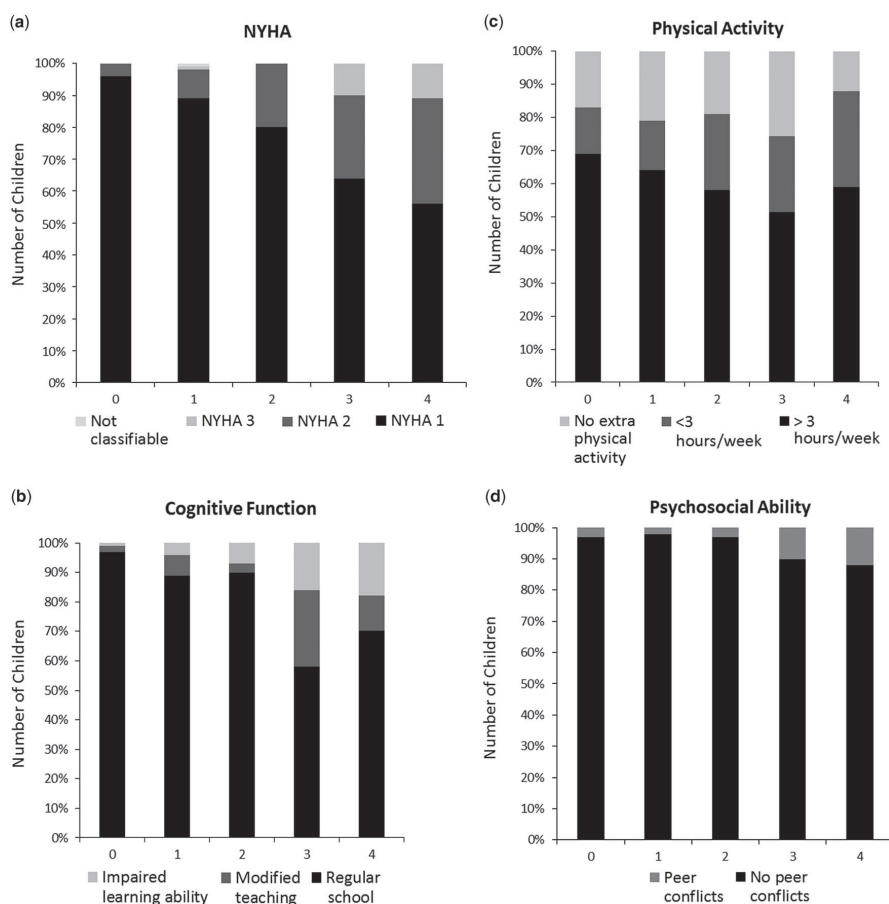 (a)
NYHA
Number of Children
100%
90%
80%
70%
60%
50%
40%
30%
20%
10%
0%
0 1 2 3 4
Not classifiable
NYHA 3
NYHA 2
NYHA 1
(c)
Physical Activity
Number of Children
100%
90%
80%
70%
60%
50%
40%
30%
20%
10%
0%
0 1 2 3 4
No extra physical activity
<3 hours/week
> 3 hours/week
(b)
Cognitive Function
Number of Children
100%
90%
80%
70%
60%
50%
40%
30%
20%
10%
0%
0 1 2 3 4
Impaired learning ability
Modified teaching
Regular school
(d)
Psychosocial Ability
Number of Children
100%
90%
80%
70%
60%
50%
40%
30%
20%
10%
0%
0 1 2 3 4
Peer conflicts
No peer conflicts